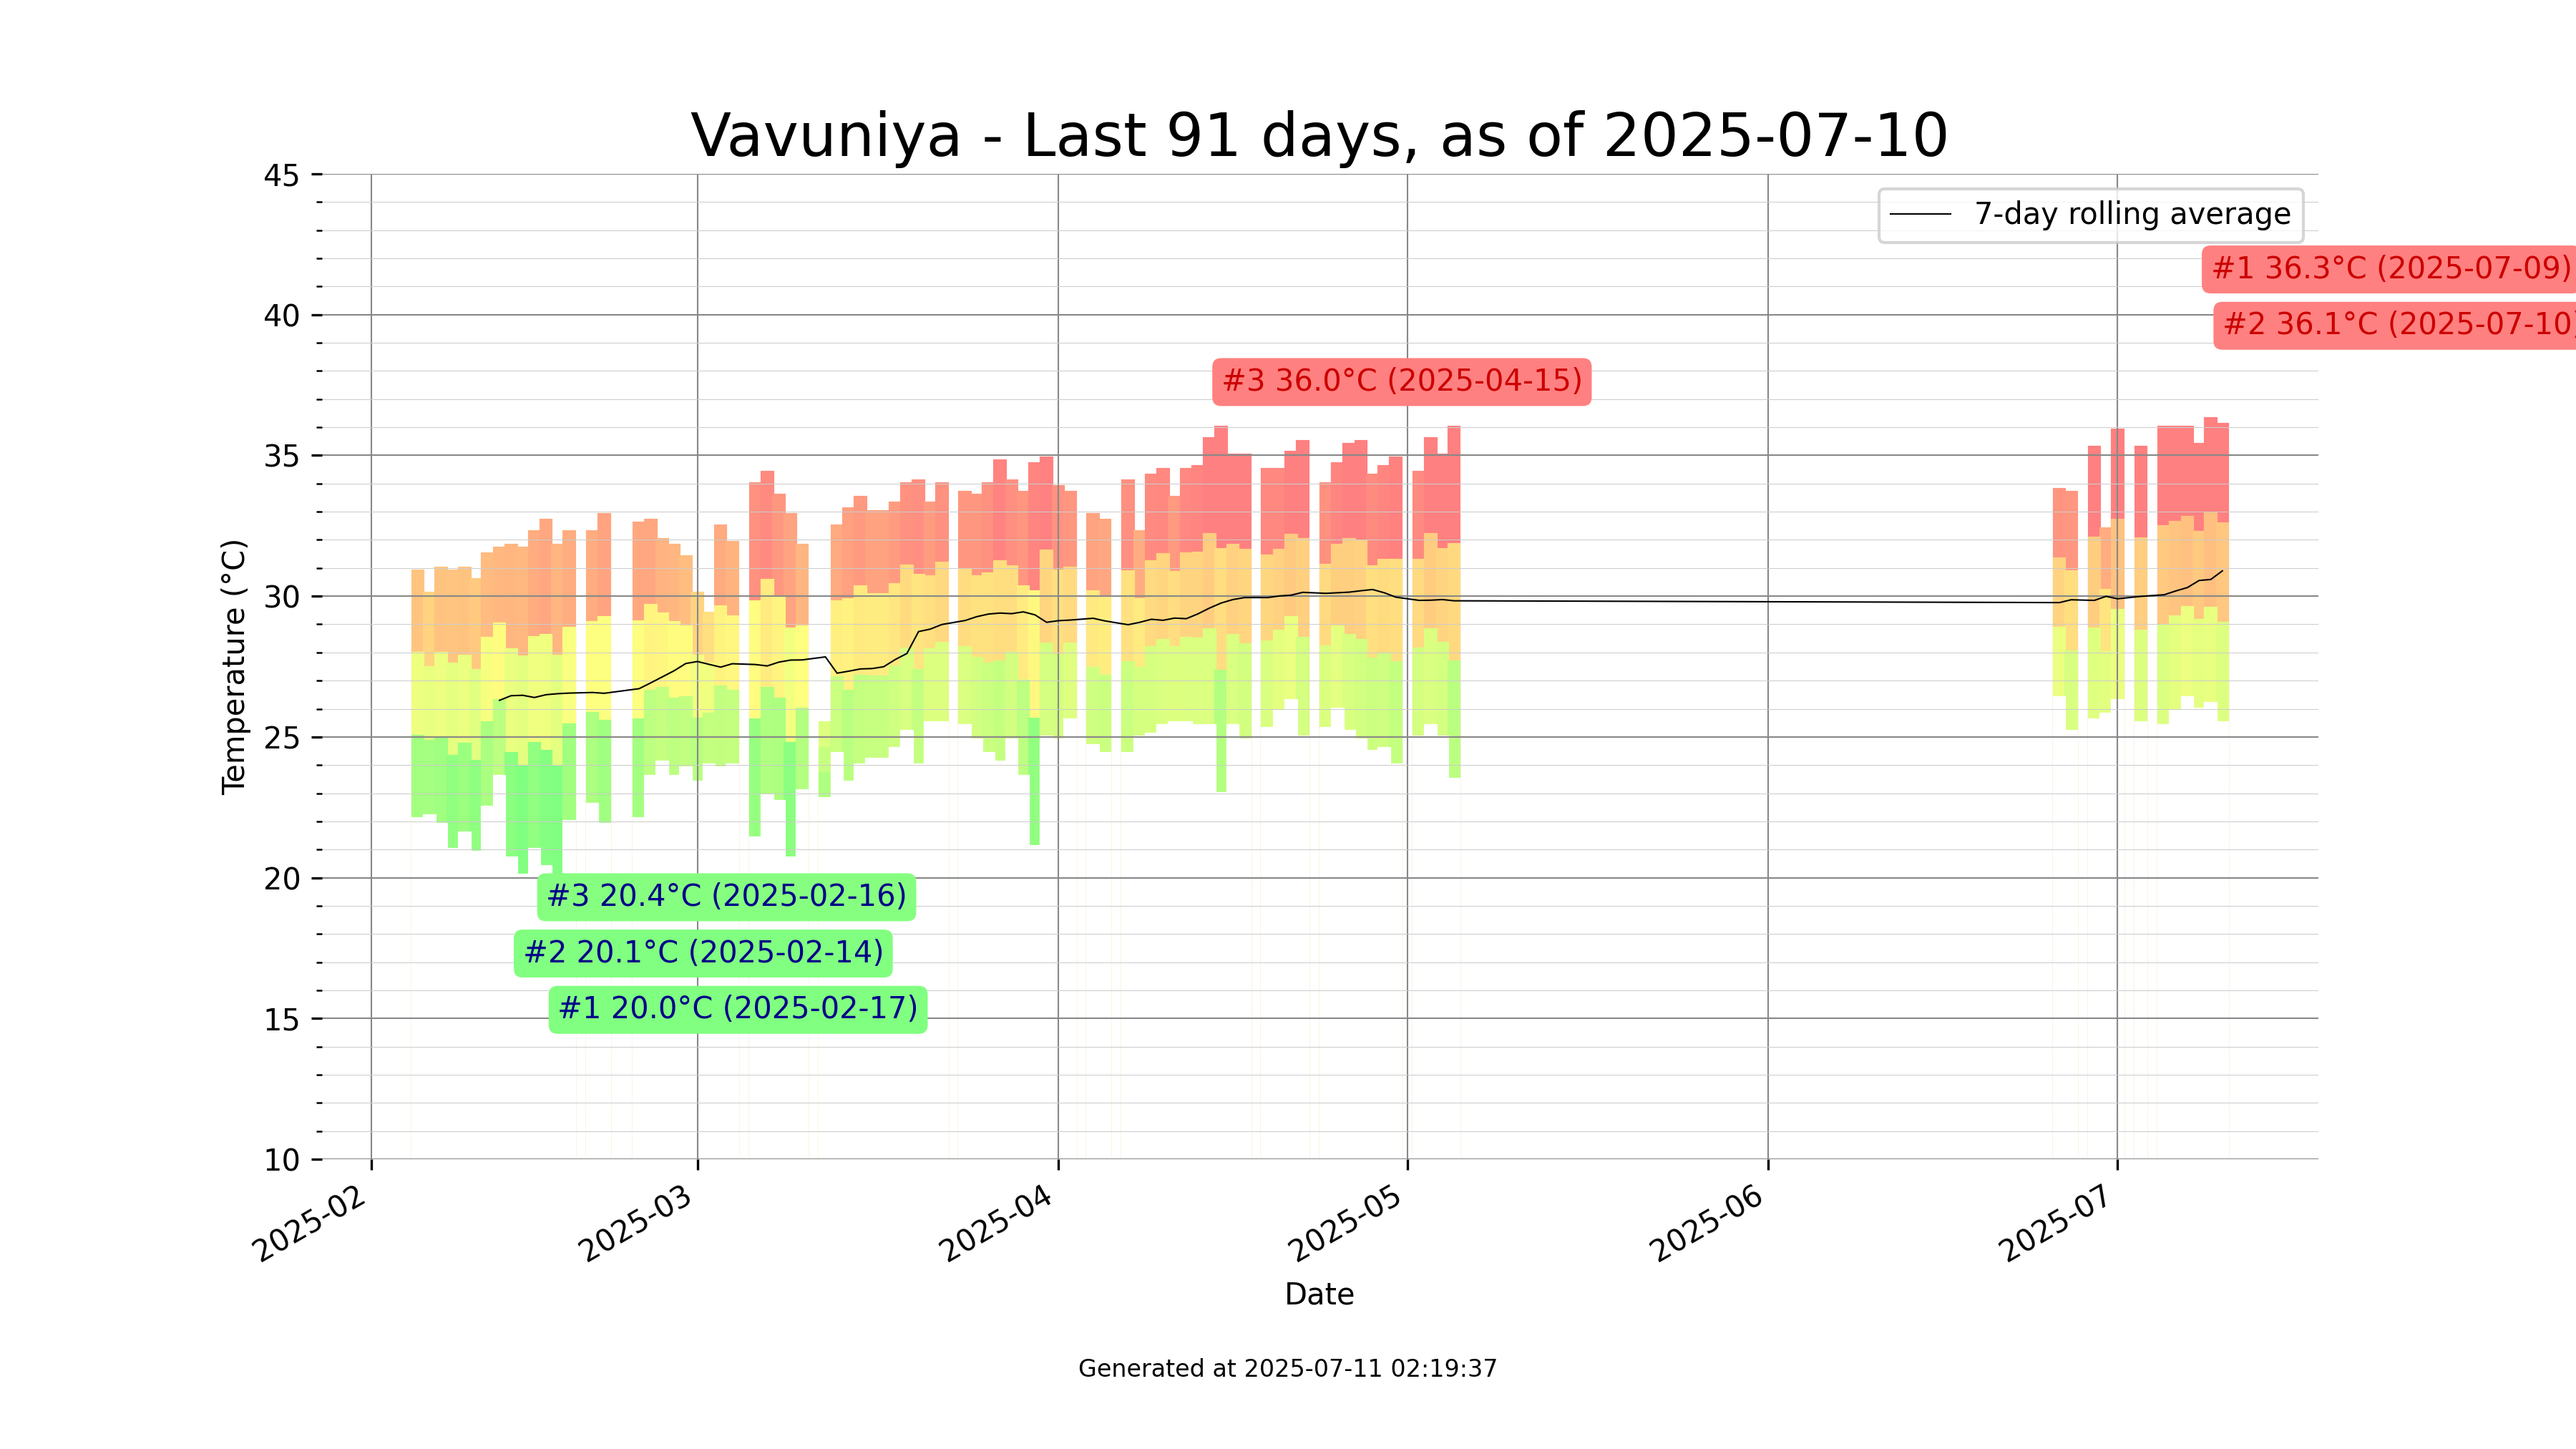 Vavuniya - Last 91 days, as of 2025-07-10
45
40
35
30
25
20
15
10
Temperature (°C)
7-day rolling average
#1 36.3°C (2025-07-09)
#2 36.1°C (2025-07-10)
#3 36.0°C (2025-04-15)
#3 20.4°C (2025-02-16)
#2 20.1°C (2025-02-14)
#1 20.0°C (2025-02-17)
2025-02
2025-03
2025-04
2025-05
2025-06
2025-07
Date
Generated at 2025-07-11 02:19:37